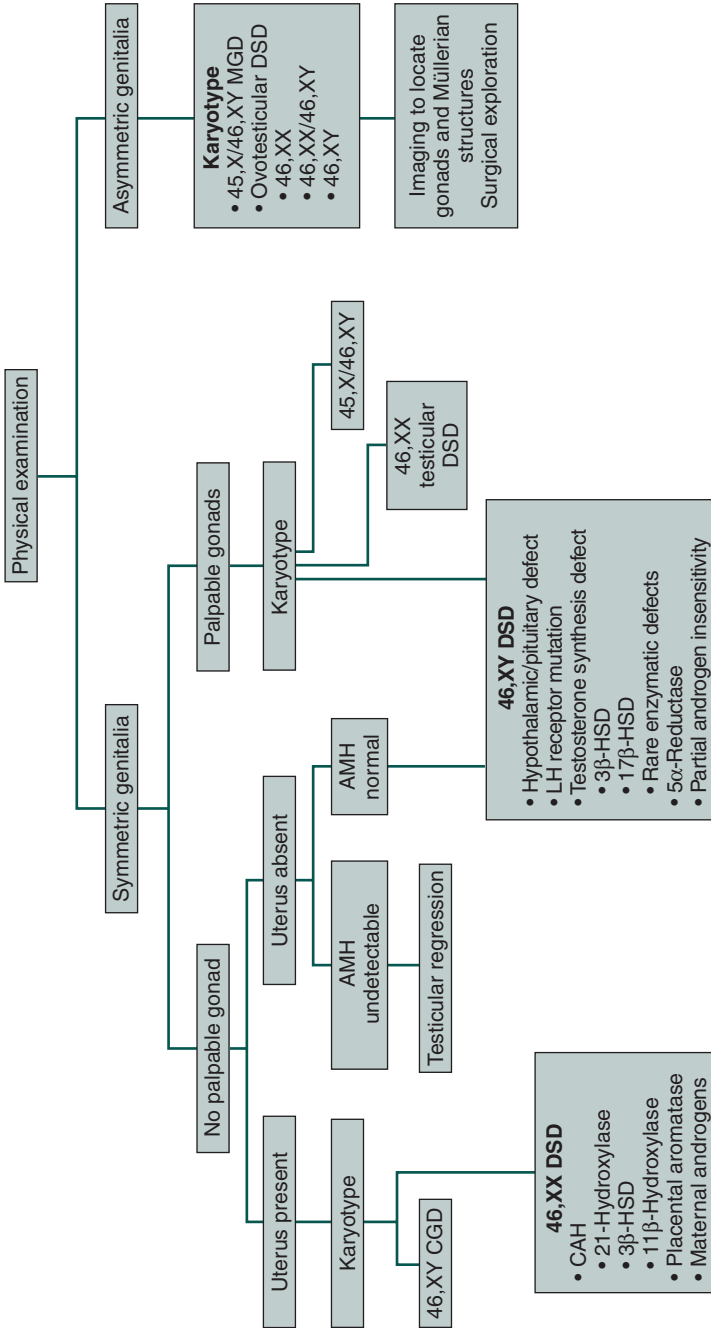 Physical examination
Symmetric genitalia
Asymmetric genitalia
No palpable gonad
Palpable gonads
Karyotype
• 45,X/46,XY MGD
• Ovotesticular DSD
• 46,XX
• 46,XX/46,XY
• 46,XY
Uterus present
Uterus absent
Karyotype
Karyotype
AMH
undetectable
AMH
normal
45,X/46,XY
Imaging to locate
gonads and Müllerian
structures
Surgical exploration
46,XY CGD
Testicular regression
46,XX
testicular
DSD
46,XX DSD
• CAH
• 21-Hydroxylase
• 3β-HSD
• 11β-Hydroxylase
• Placental aromatase
• Maternal androgens
46,XY DSD
• Hypothalamic/pituitary defect
• LH receptor mutation
• Testosterone synthesis defect
• 3β-HSD
• 17β-HSD
• Rare enzymatic defects
• 5α-Reductase
• Partial androgen insensitivity